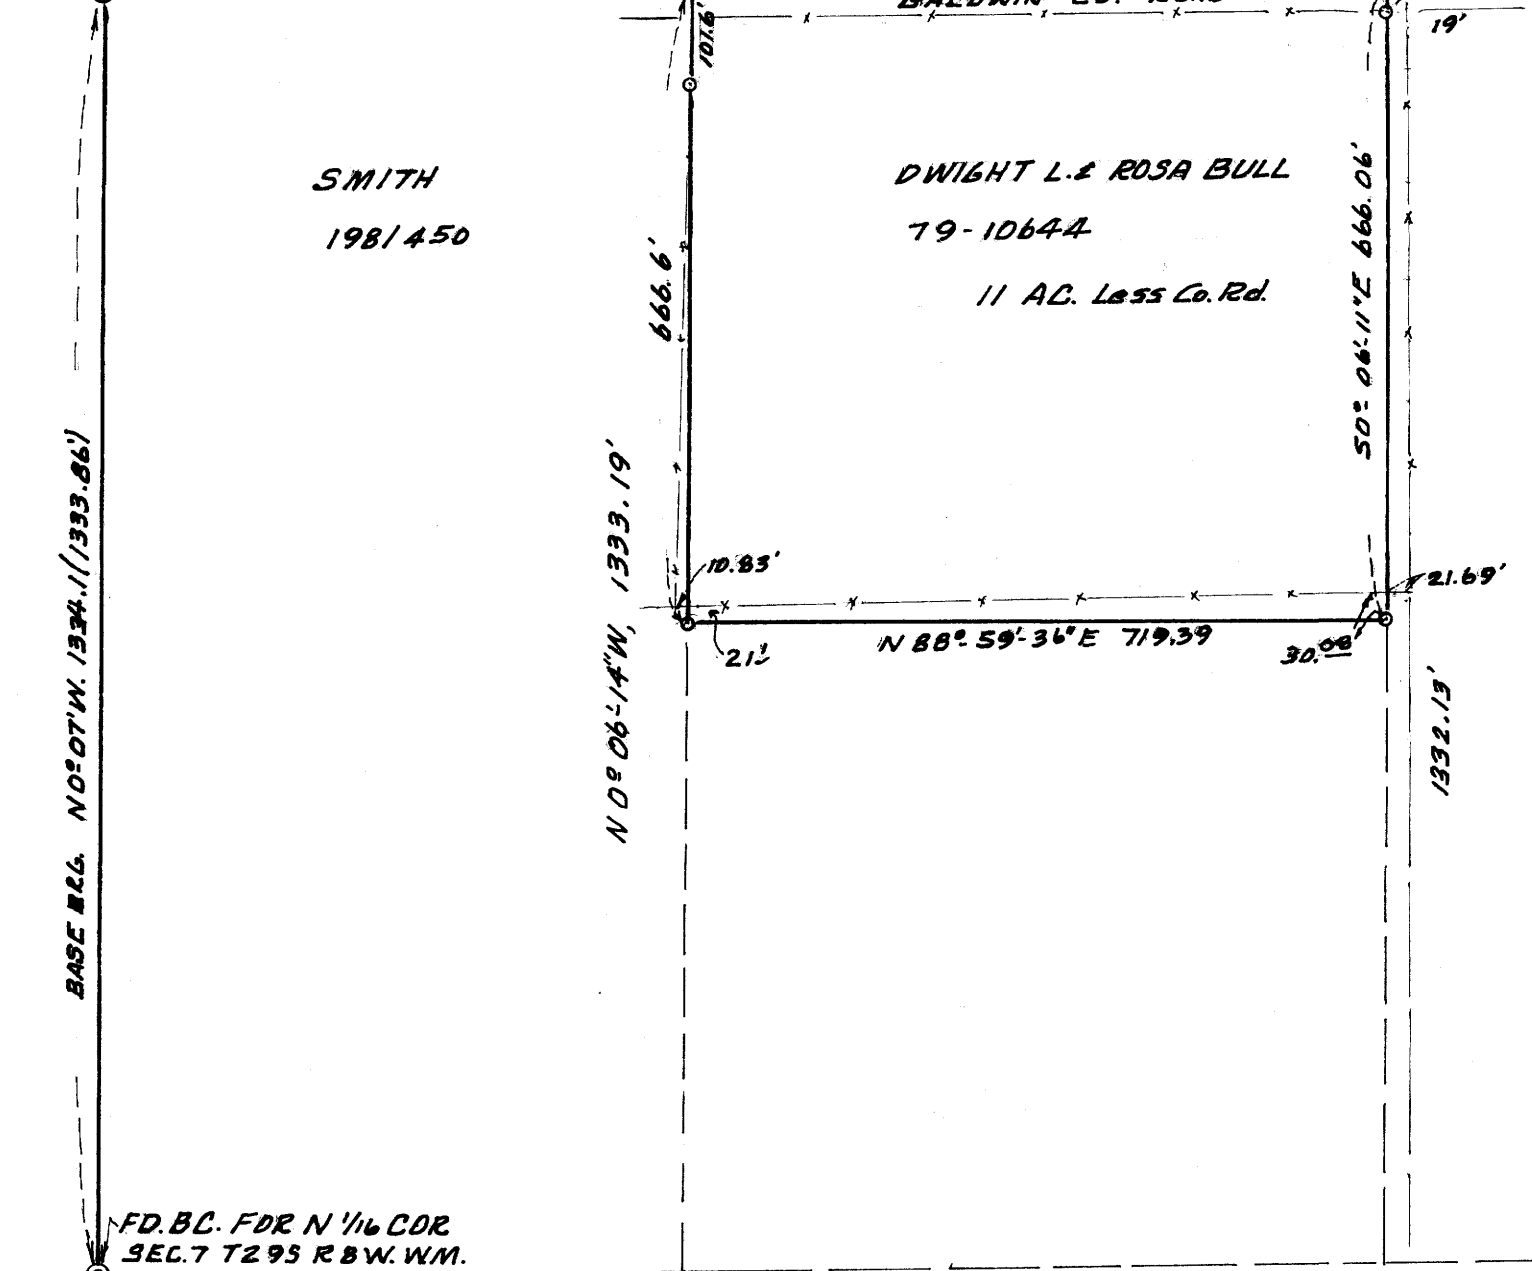 107.6'
19'
SMITH
198/450
DWIGHT L. & ROSA BULL
79-10644
11 AC. Less Co. Rd.
666.6'
S0°-06'-11"E 666.06'
N0°06'-14"W, 1333.19'
BASE BRG. N0°07'W. 1334.1/(1333.86')
10.83'
21.69'
21'
N 88°-59'-36"E 719.39
30.08
1332.13'
FD. BC. FOR N 1/16 COR
SEC. 7 T29S R8W. W.M.